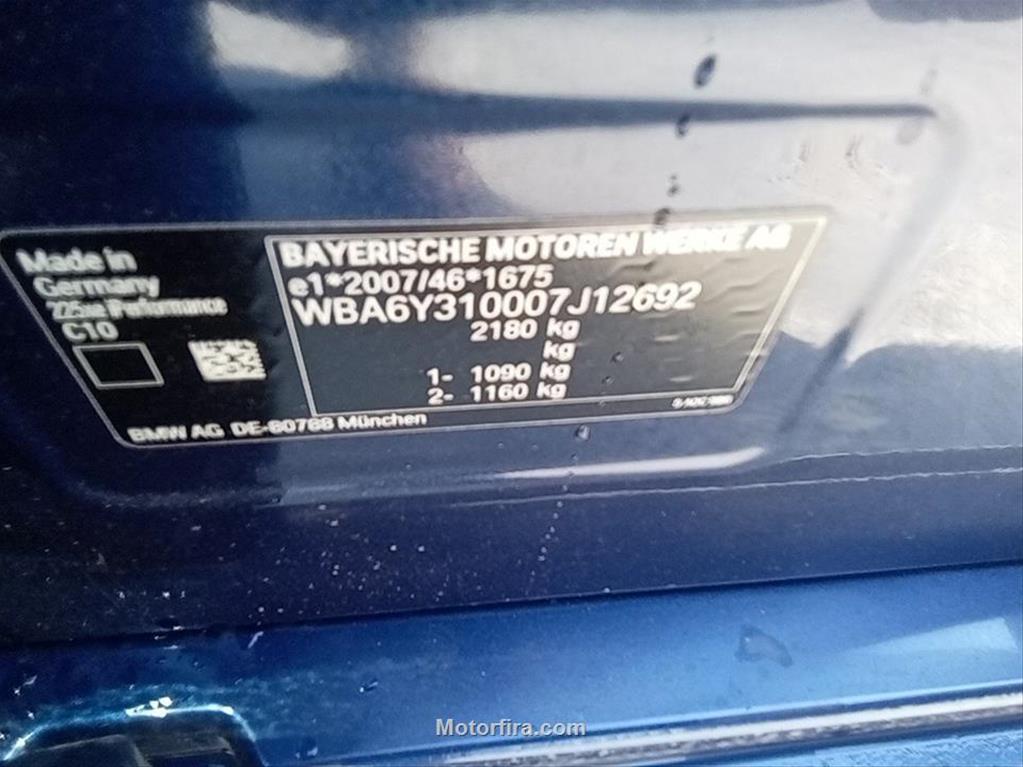 Made in
Germany
225xe iPerformance
C10
BAYERISCHE MOTOREN WERKE AG
e1*2007/46*1675
WBA6Y310007J12692
2180 kg
kg
1- 1090 kg
2- 1160 kg
BMW AG DE-80788 München
Motorfira.com